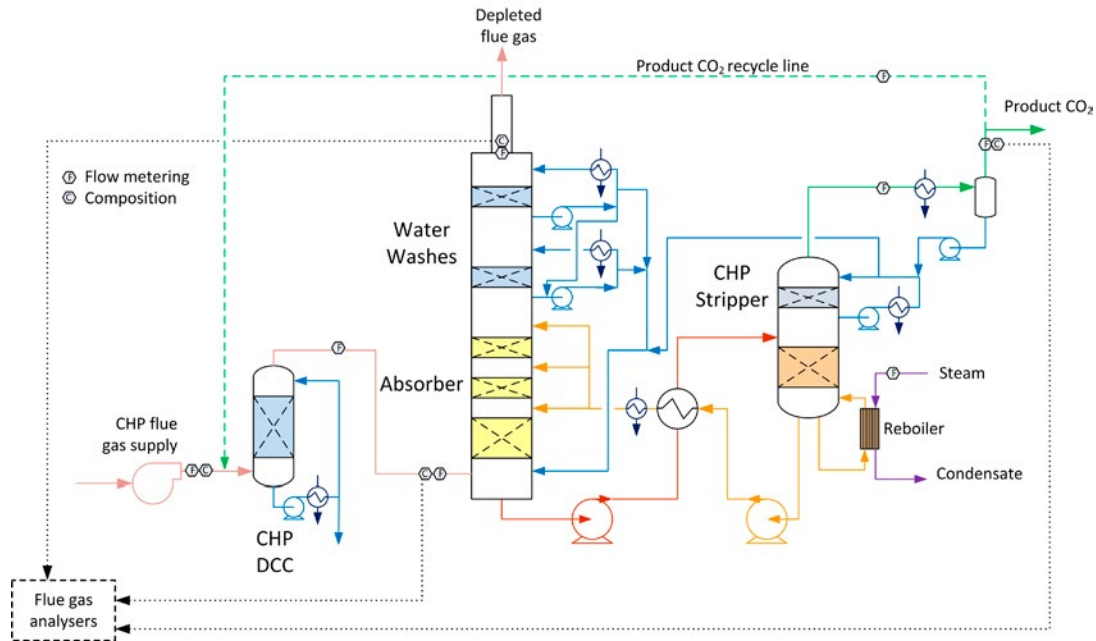 Depleted
flue gas
Product CO₂ recycle line
F
Product CO₂
C
F
F C
F Flow metering
C Composition
F
Water
Washes
CHP
Stripper
F
Absorber
F
Steam
CHP flue
gas supply
Reboiler
F C
C F
Condensate
CHP
DCC
Flue gas
analysers